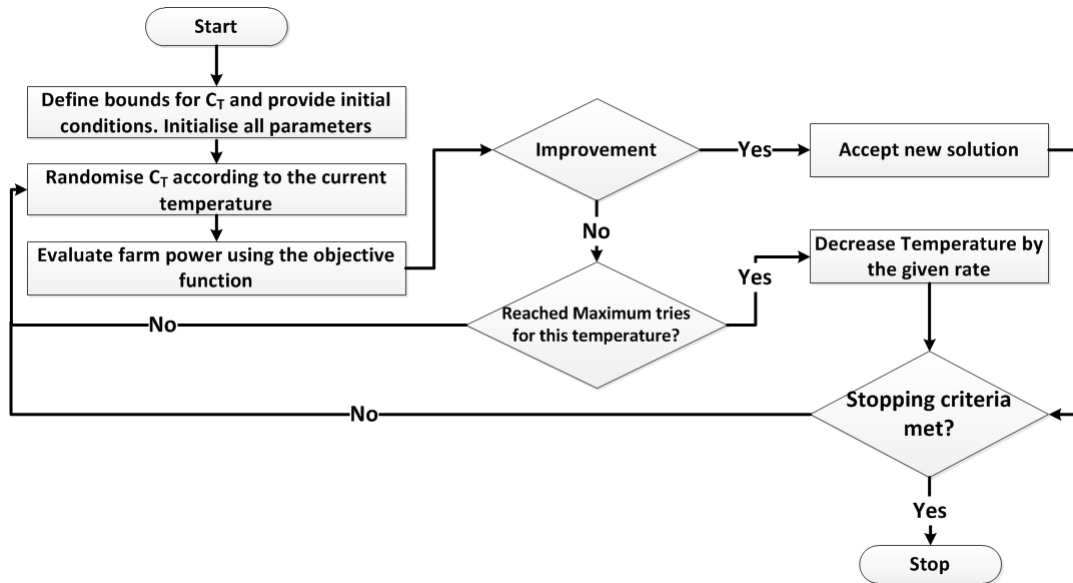 Start
Define bounds for C_T and provide initial
conditions. Initialise all parameters
Randomise C_T according to the current
temperature
Evaluate farm power using the objective
function
Improvement
Yes
Accept new solution
No
Reached Maximum tries
for this temperature?
Yes
Decrease Temperature by
the given rate
No
Stopping criteria
met?
No
Yes
Stop